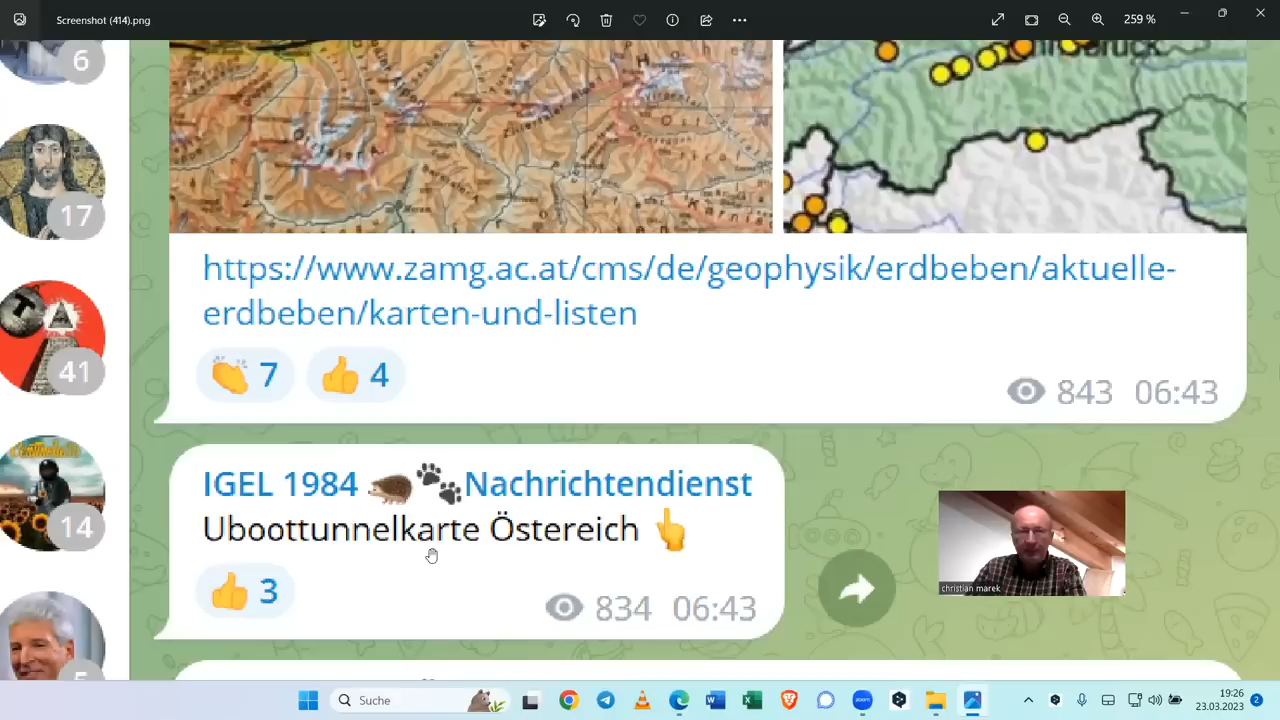 Screenshot (414).png
259 %
6
17
https://www.zamg.ac.at/cms/de/geophysik/erdbeben/aktuelle-
erdbeben/karten-und-listen
41
7
4
843 06:43
IGEL 1984 🦔🐾Nachrichtendienst
Uboottunnelkarte Östereich 👆
14
3
834 06:43
christian marek
Suche
19:26
23.03.2023
2